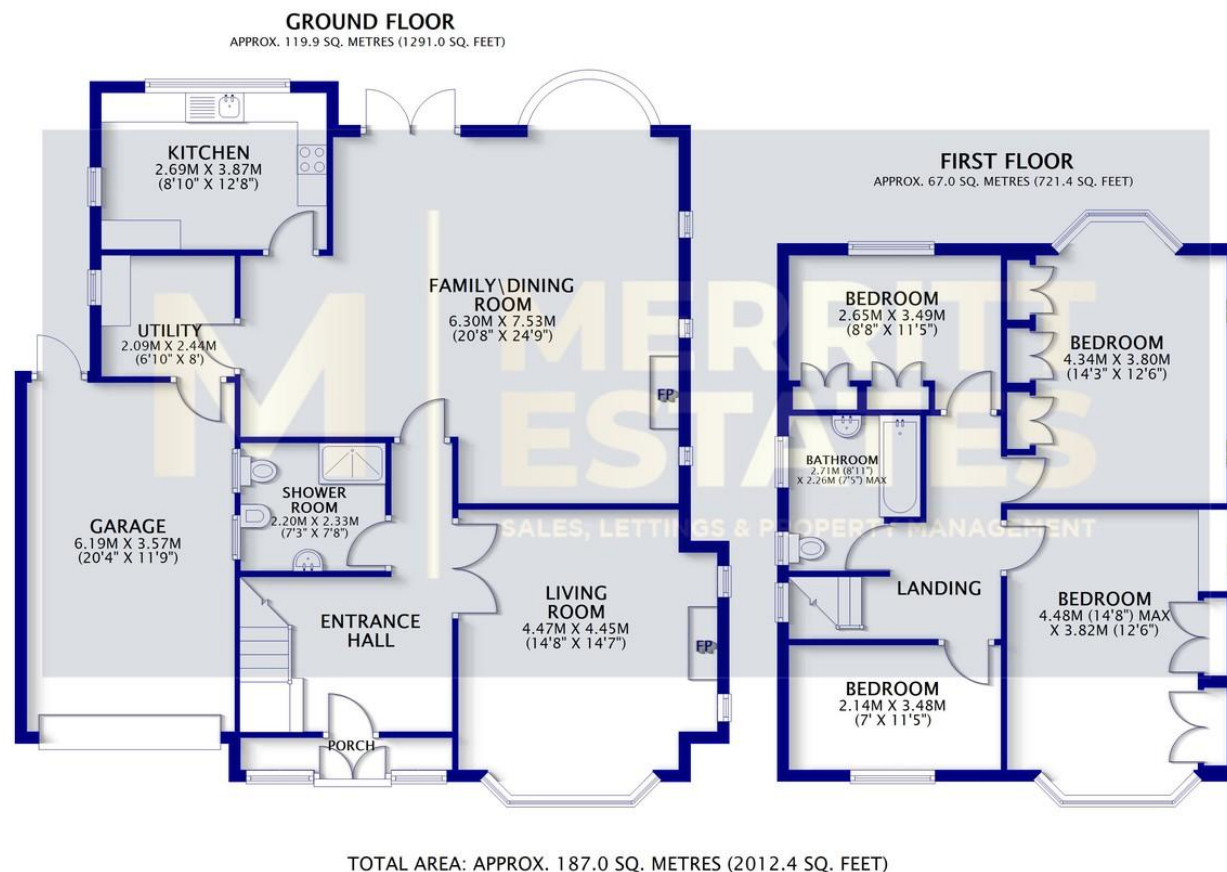 GROUND FLOOR
APPROX. 119.9 SQ. METRES (1291.0 SQ. FEET)
KITCHEN
2.69M X 3.87M
(8'10" X 12'8")
UTILITY
2.09M X 2.44M
(6'10" X 8')
FAMILY\DINING
ROOM
6.30M X 7.53M
(20'8" X 24'9")
FP
GARAGE
6.19M X 3.57M
(20'4" X 11'9")
SHOWER
ROOM
2.20M X 2.33M
(7'3" X 7'8")
ENTRANCE
HALL
LIVING
ROOM
4.47M X 4.45M
(14'8" X 14'7")
FP
PORCH
FIRST FLOOR
APPROX. 67.0 SQ. METRES (721.4 SQ. FEET)
BEDROOM
2.65M X 3.49M
(8'8" X 11'5")
BEDROOM
4.34M X 3.80M
(14'3" X 12'6")
BATHROOM
2.71M (8'11")
X 2.26M (7'5") MAX
LANDING
BEDROOM
4.48M (14'8") MAX
X 3.82M (12'6")
BEDROOM
2.14M X 3.48M
(7' X 11'5")
M
MERRITT
ESTATES
SALES, LETTINGS & PROPERTY MANAGEMENT
TOTAL AREA: APPROX. 187.0 SQ. METRES (2012.4 SQ. FEET)